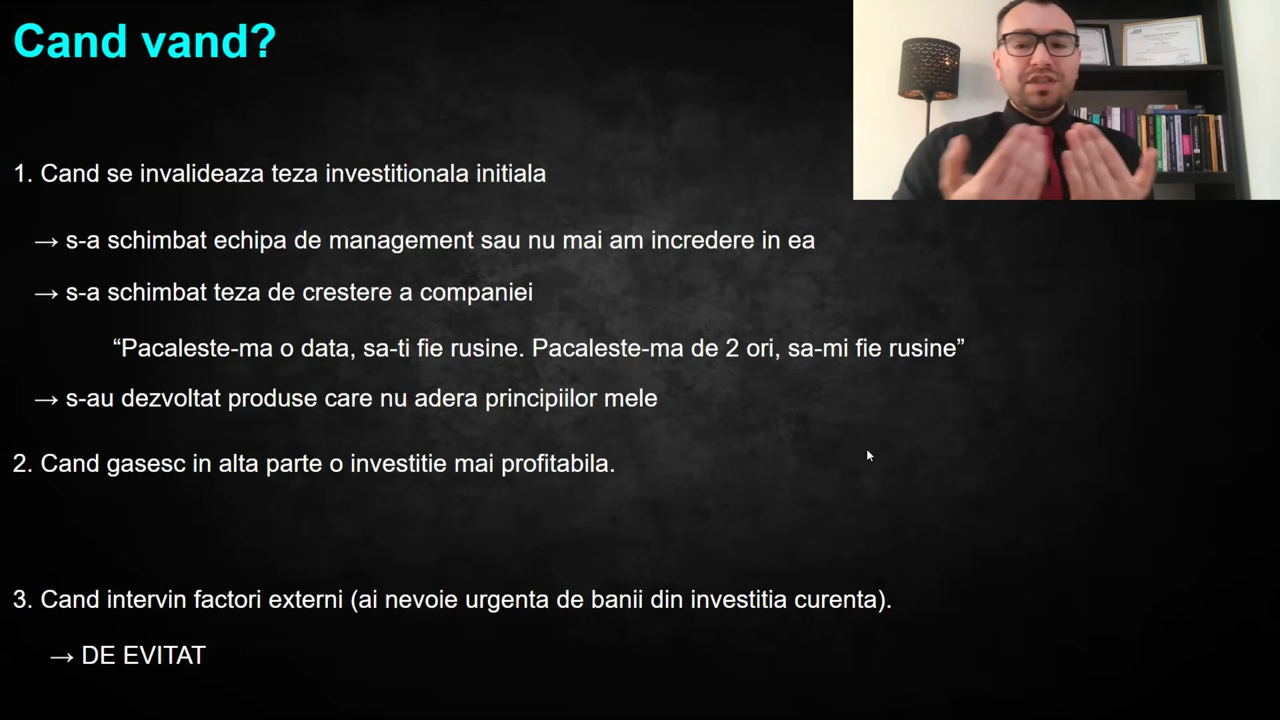 Cand vand?
1. Cand se invalideaza teza investitionala initiala
→ s-a schimbat echipa de management sau nu mai am incredere in ea
→ s-a schimbat teza de crestere a companiei
“Pacaleste-ma o data, sa-ti fie rusine. Pacaleste-ma de 2 ori, sa-mi fie rusine”
→ s-au dezvoltat produse care nu adera principiilor mele
2. Cand gasesc in alta parte o investitie mai profitabila.
3. Cand intervin factori externi (ai nevoie urgenta de banii din investitia curenta).
→ DE EVITAT